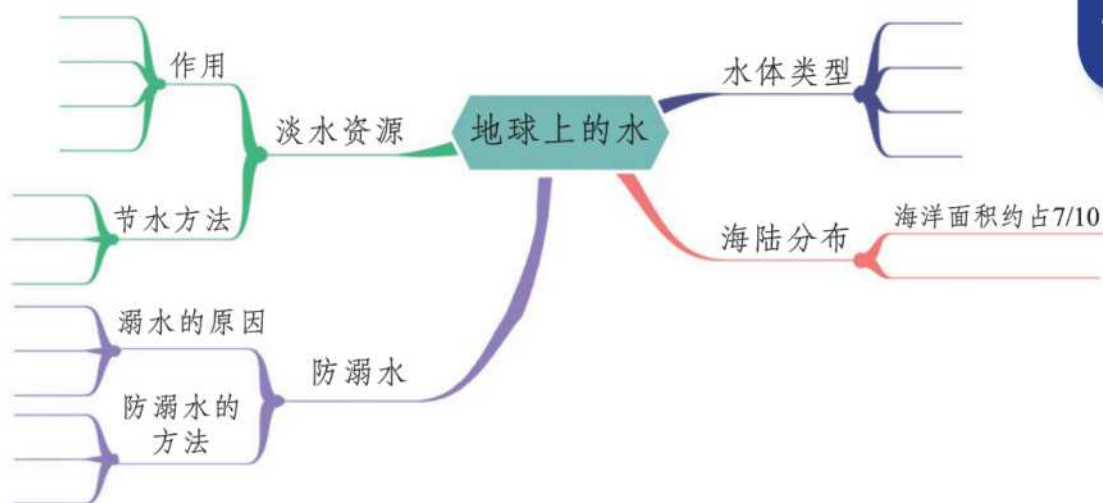 地球上的水
水体类型
海陆分布
海洋面积约占7/10
淡水资源
作用
节水方法
防溺水
溺水的原因
防溺水的
方法